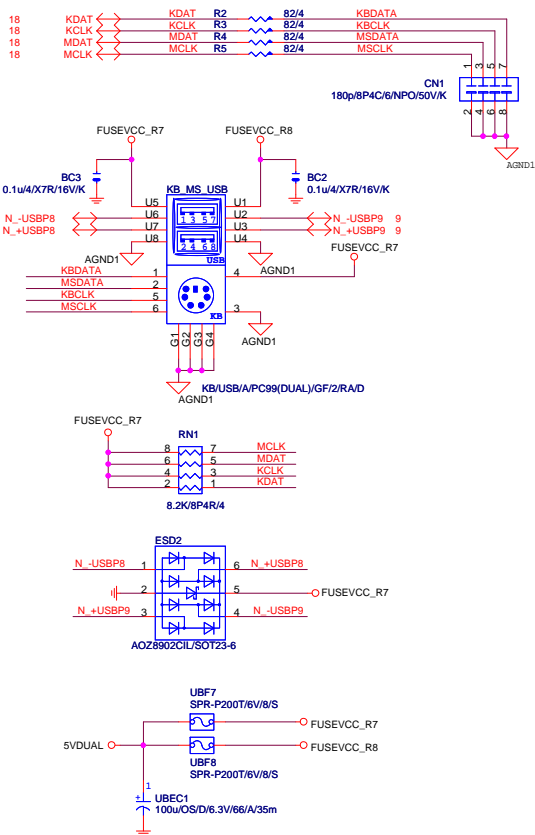 18 KDAT KDAT R2 82/4 KBDATA
18 KCLK KCLK R3 82/4 KBCLK
18 MDAT MDAT R4 82/4 MSDATA
18 MCLK MCLK R5 82/4 MSCLK
1 3 5 7
CN1
180p/8P4C/6/NPO/50V/K
2 4 6 8
AGND1
FUSEVCC_R7 FUSEVCC_R8
BC3 BC2
0.1u/4/X7R/16V/K KB_MS_USB 0.1u/4/X7R/16V/K
U5 U1
N_-USBP8 U6 1 3 5 7 U2 N_-USBP9 9
N_+USBP8 U7 U3 N_+USBP9 9
U8 2 4 6 8 U4
FUSEVCC_R7
AGND1 USB AGND1
KBDATA 1 4
MSDATA 2
KBCLK 5
MSCLK 6 3
KB
AGND1
G1 G2 G3 G4
KB/USB/A/PC99(DUAL)/GF/2/RA/D
AGND1
FUSEVCC_R7
RN1
8 7 MCLK
6 5 MDAT
4 3 KCLK
2 1 KDAT
8.2K/8P4R/4
ESD2
N_-USBP8 1 6 N_+USBP8
2 5 FUSEVCC_R7
N_+USBP9 3 4 N_-USBP9
AOZ8902CIL/SOT23-6
UBF7
SPR-P200T/6V/8/S
FUSEVCC_R7
5VDUAL FUSEVCC_R8
UBF8
SPR-P200T/6V/8/S
1
+ UBEC1
100u/OS/D/6.3V/66/A/35m